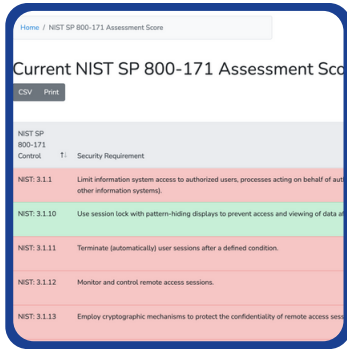 Home / NIST SP 800-171 Assessment Score
Current NIST SP 800-171 Assessment Sco
CSV Print
NIST SP
800-171
Control ↑↓ Security Requirement
NIST: 3.1.1 Limit information system access to authorized users, processes acting on behalf of aut
other information systems).
NIST: 3.1.10 Use session lock with pattern-hiding displays to prevent access and viewing of data af
NIST: 3.1.11 Terminate (automatically) user sessions after a defined condition.
NIST: 3.1.12 Monitor and control remote access sessions.
NIST: 3.1.13 Employ cryptographic mechanisms to protect the confidentiality of remote access sess